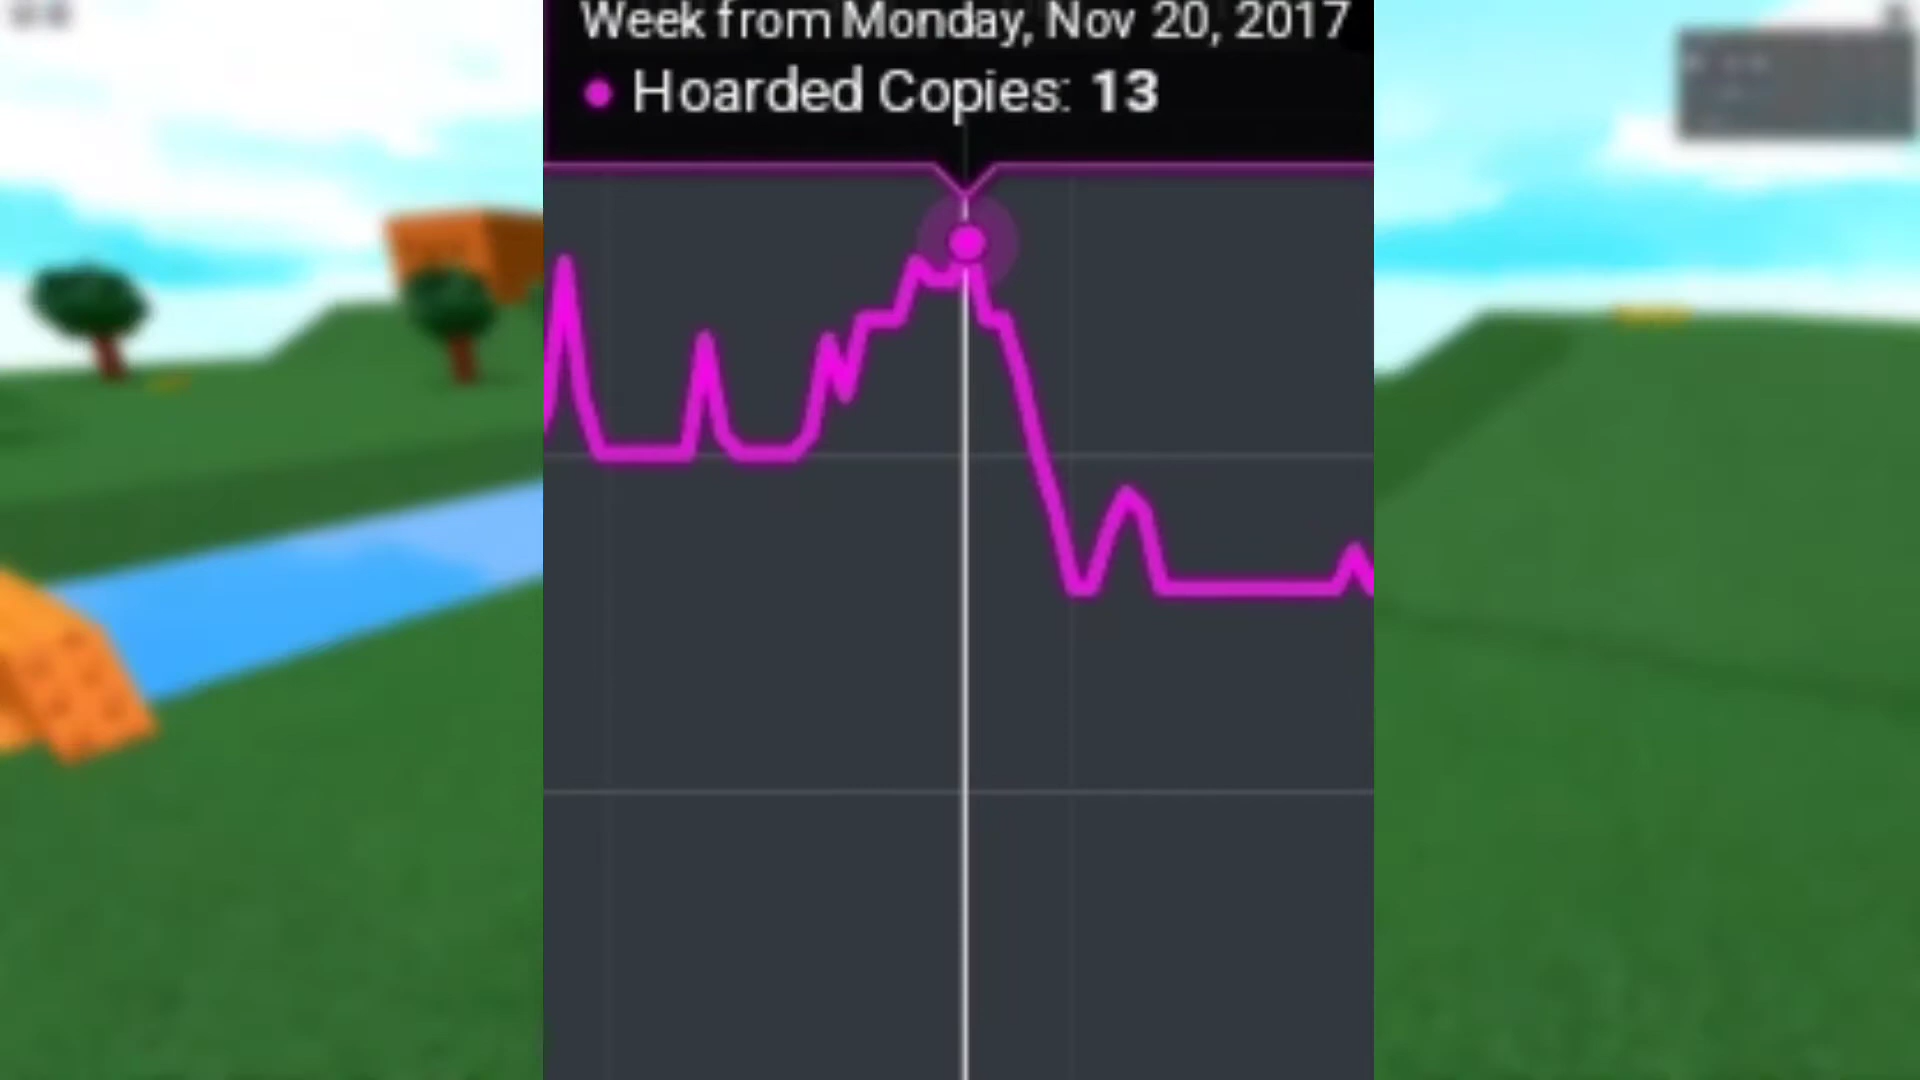 Week from Monday, Nov 20, 2017
Hoarded Copies: 13